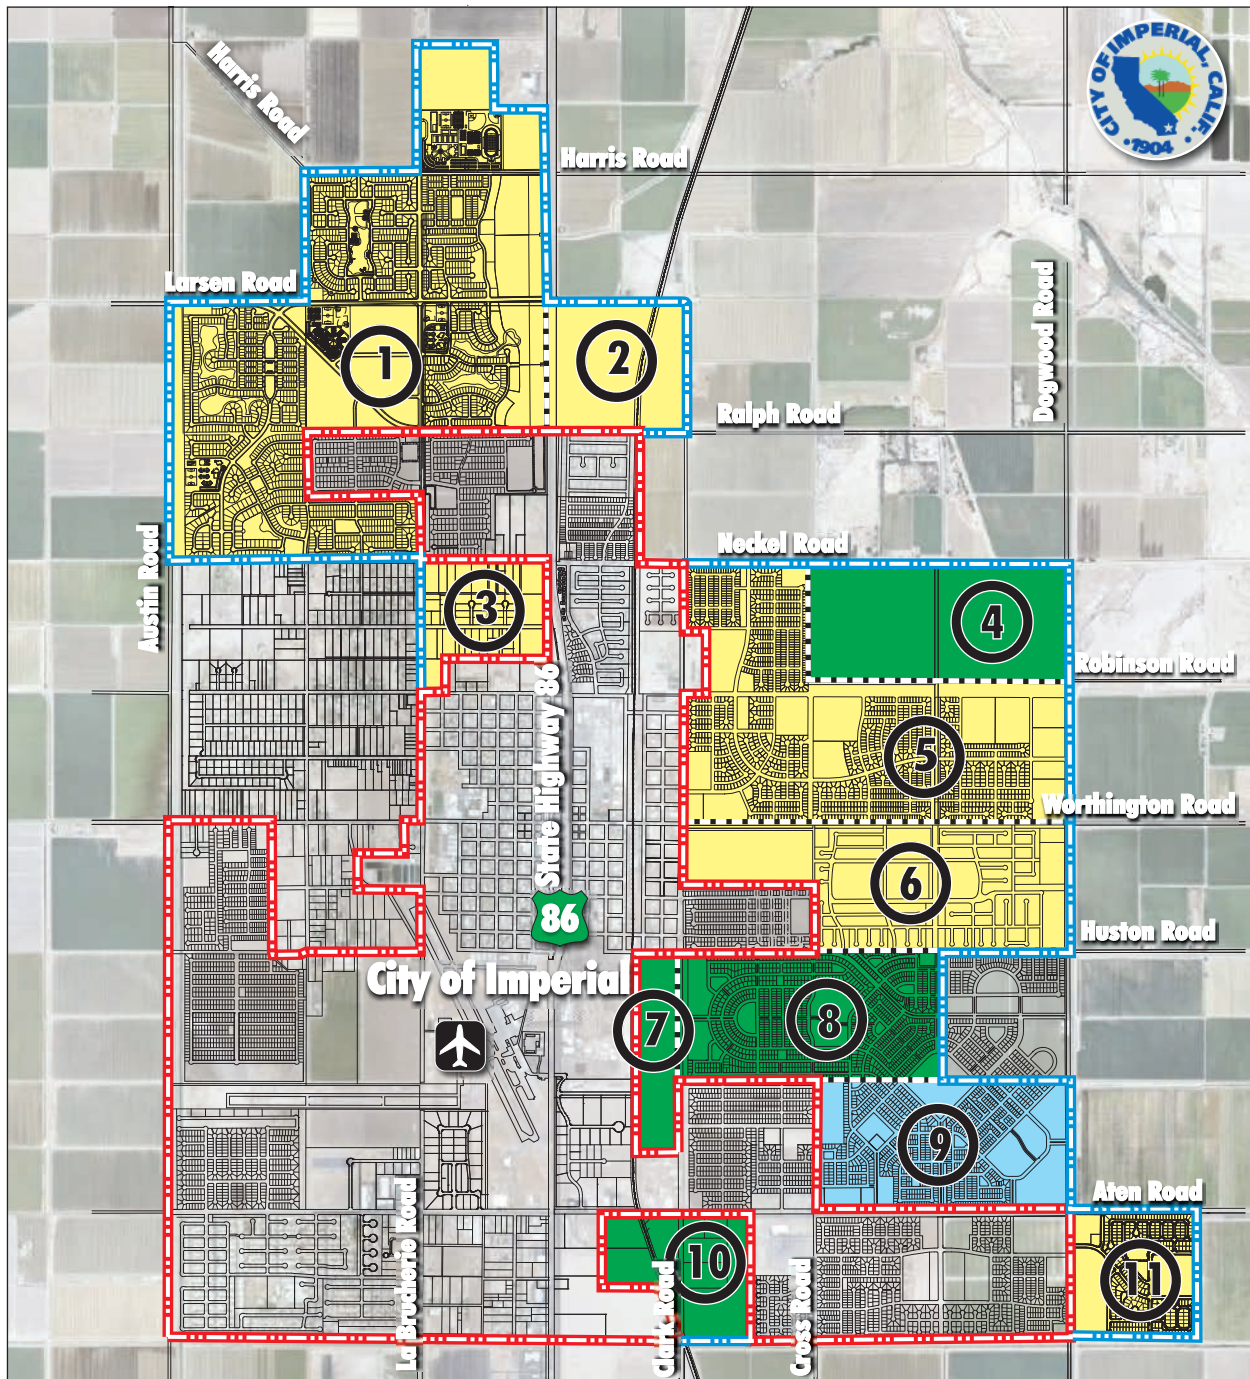 CITY OF IMPERIAL, CALIF.
• 1904 •
Harris Road
Harris Road
Larsen Road
Dogwood Road
1
2
Ralph Road
Austin Road
Neckel Road
3
4
Robinson Road
State Highway 86
5
Worthington Road
6
86
Huston Road
City of Imperial
7
8
9
Aten Road
La Brucherie Road
10
11
Clark Road
Cross Road